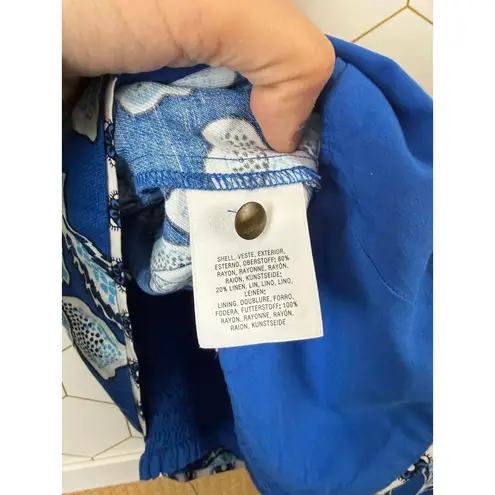 SHELL, VESTE, EXTERIOR,
ESTERNO, OBERSTOFF: 80%
RAYON, RAYONNE, RAYÓN,
RAION, KUNSTSEIDE;
20% LINEN, LIN, LINO, LINO,
LEINEN;
LINING, DOUBLURE, FORRO,
FODERA, FUTTERSTOFF: 100%
RAYON, RAYONNE, RAYÓN,
RAION, KUNSTSEIDE